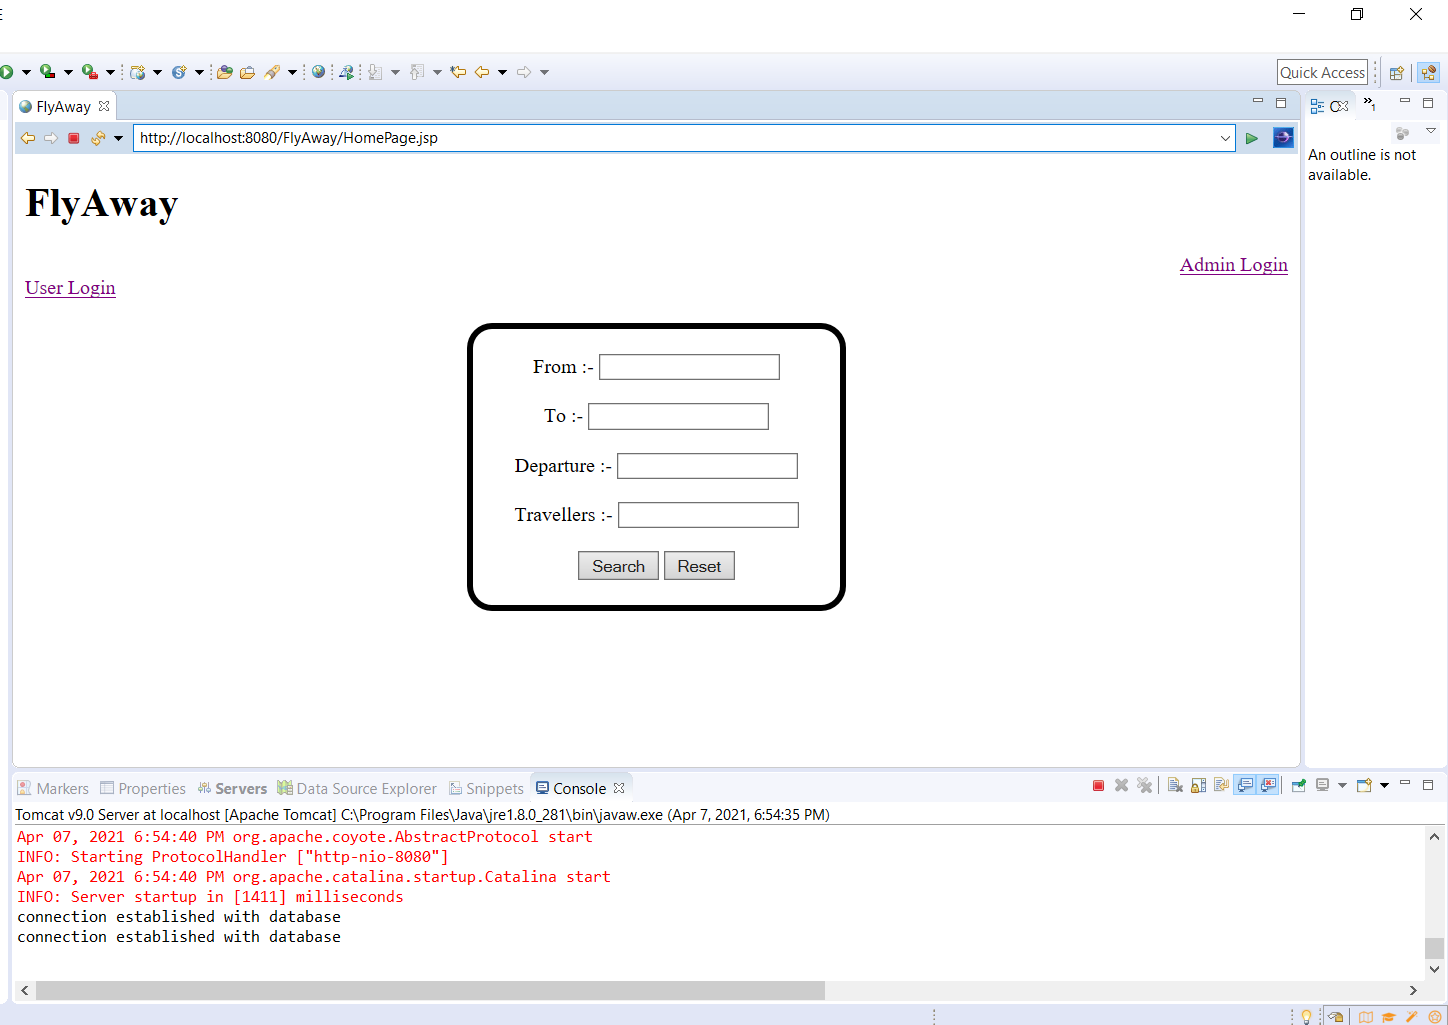 Quick Access
FlyAway
http://localhost:8080/FlyAway/HomePage.jsp
1
An outline is not
available.
FlyAway
Admin Login
User Login
From :-
To :-
Departure :-
Travellers :-
Search Reset
Markers Properties Servers Data Source Explorer Snippets Console
Tomcat v9.0 Server at localhost [Apache Tomcat] C:\Program Files\Java\jre1.8.0_281\bin\javaw.exe (Apr 7, 2021, 6:54:35 PM)
Apr 07, 2021 6:54:40 PM org.apache.coyote.AbstractProtocol start
INFO: Starting ProtocolHandler ["http-nio-8080"]
Apr 07, 2021 6:54:40 PM org.apache.catalina.startup.Catalina start
INFO: Server startup in [1411] milliseconds
connection established with database
connection established with database